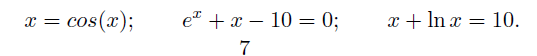 x = cos(x); e^x + x − 10 = 0; x + ln x = 10.
7